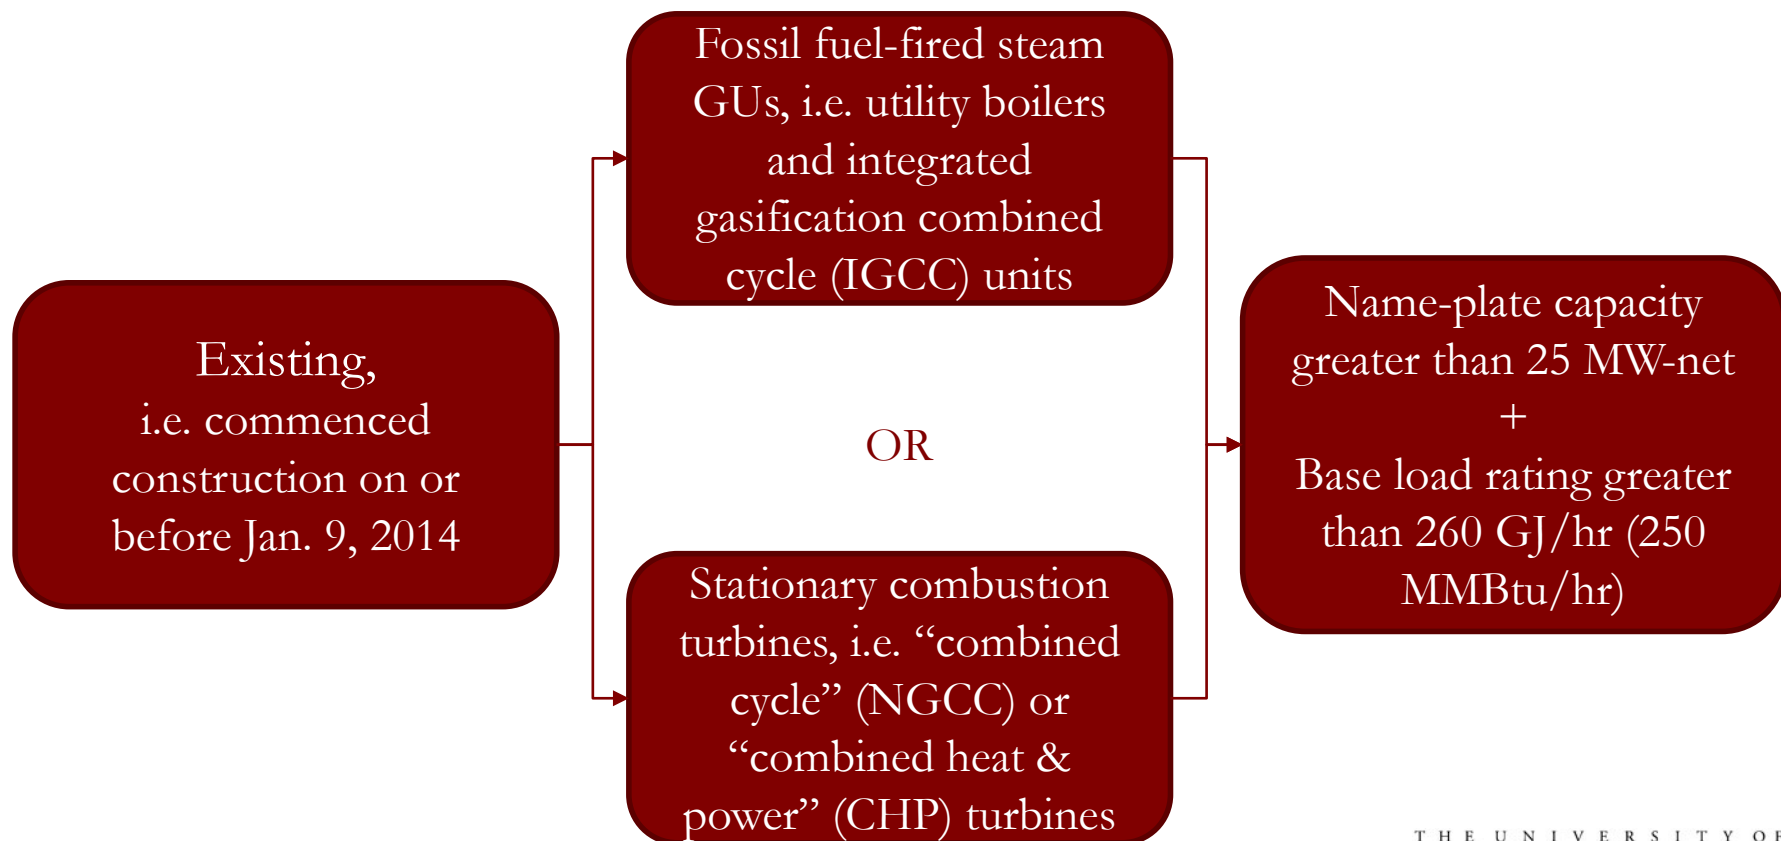 Existing,
i.e. commenced
construction on or
before Jan. 9, 2014
Fossil fuel-fired steam
GUs, i.e. utility boilers
and integrated
gasification combined
cycle (IGCC) units
OR
Stationary combustion
turbines, i.e. “combined
cycle” (NGCC) or
“combined heat &
power” (CHP) turbines
Name-plate capacity
greater than 25 MW-net
+
Base load rating greater
than 260 GJ/hr (250
MMBtu/hr)
THE UNIVERSITY OF